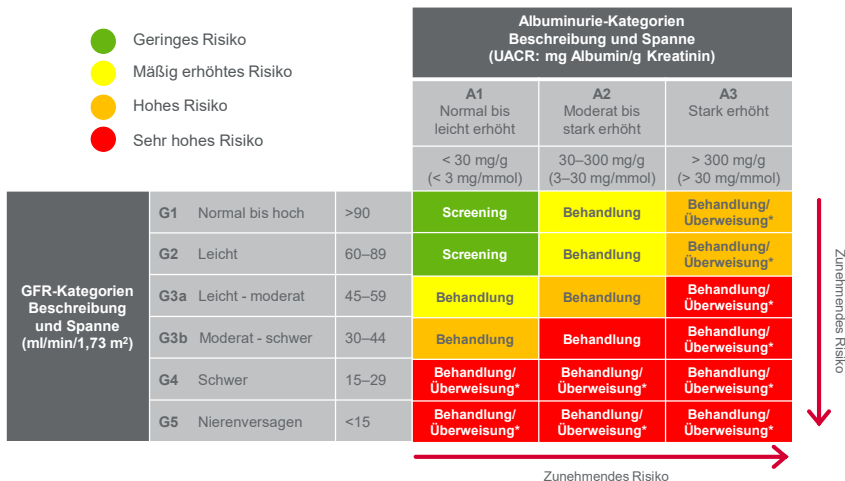 Geringes Risiko
Mäßig erhöhtes Risiko
Hohes Risiko
Sehr hohes Risiko
Albuminurie-Kategorien
Beschreibung und Spanne
(UACR: mg Albumin/g Kreatinin)
A1
Normal bis
leicht erhöht
A2
Moderat bis
stark erhöht
A3
Stark erhöht
< 30 mg/g
(< 3 mg/mmol)
30–300 mg/g
(3–30 mg/mmol)
> 300 mg/g
(> 30 mg/mmol)
GFR-Kategorien
Beschreibung
und Spanne
(ml/min/1,73 m²)
G1 Normal bis hoch >90
Screening
Behandlung
Behandlung/
Überweisung*
G2 Leicht 60–89
Screening
Behandlung
Behandlung/
Überweisung*
G3a Leicht - moderat 45–59
Behandlung
Behandlung
Behandlung/
Überweisung*
G3b Moderat - schwer 30–44
Behandlung
Behandlung
Behandlung/
Überweisung*
G4 Schwer 15–29
Behandlung/
Überweisung*
Behandlung/
Überweisung*
Behandlung/
Überweisung*
G5 Nierenversagen <15
Behandlung/
Überweisung*
Behandlung/
Überweisung*
Behandlung/
Überweisung*
Zunehmendes Risiko
Zunehmendes Risiko